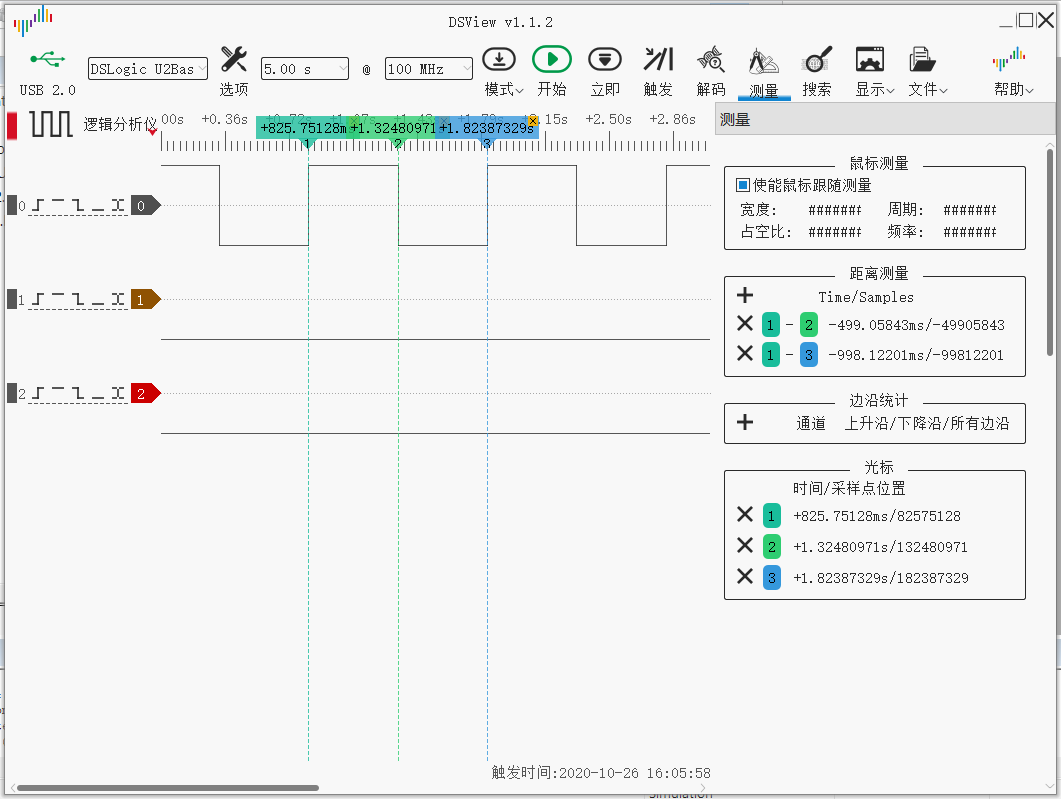 DSView v1.1.2
USB 2.0
DSLogic U2Bas
选项
5.00 s
@
100 MHz
模式
开始
立即
触发
解码
测量
搜索
显示
文件
帮助
逻辑分析仪
00s +0.36s +2.50s +2.86s
+825.75128m +1.32480971 +1.82387329s
1 2 3
0 0
1 1
2 2
触发时间:2020-10-26 16:05:58
测量
鼠标测量
使能鼠标跟随测量
宽度: ####### 周期: #######
占空比: ####### 频率: #######
距离测量
Time/Samples
1 - 2 -499.05843ms/-49905843
1 - 3 -998.12201ms/-99812201
边沿统计
通道 上升沿/下降沿/所有边沿
光标
时间/采样点位置
1 +825.75128ms/82575128
2 +1.32480971s/132480971
3 +1.82387329s/182387329